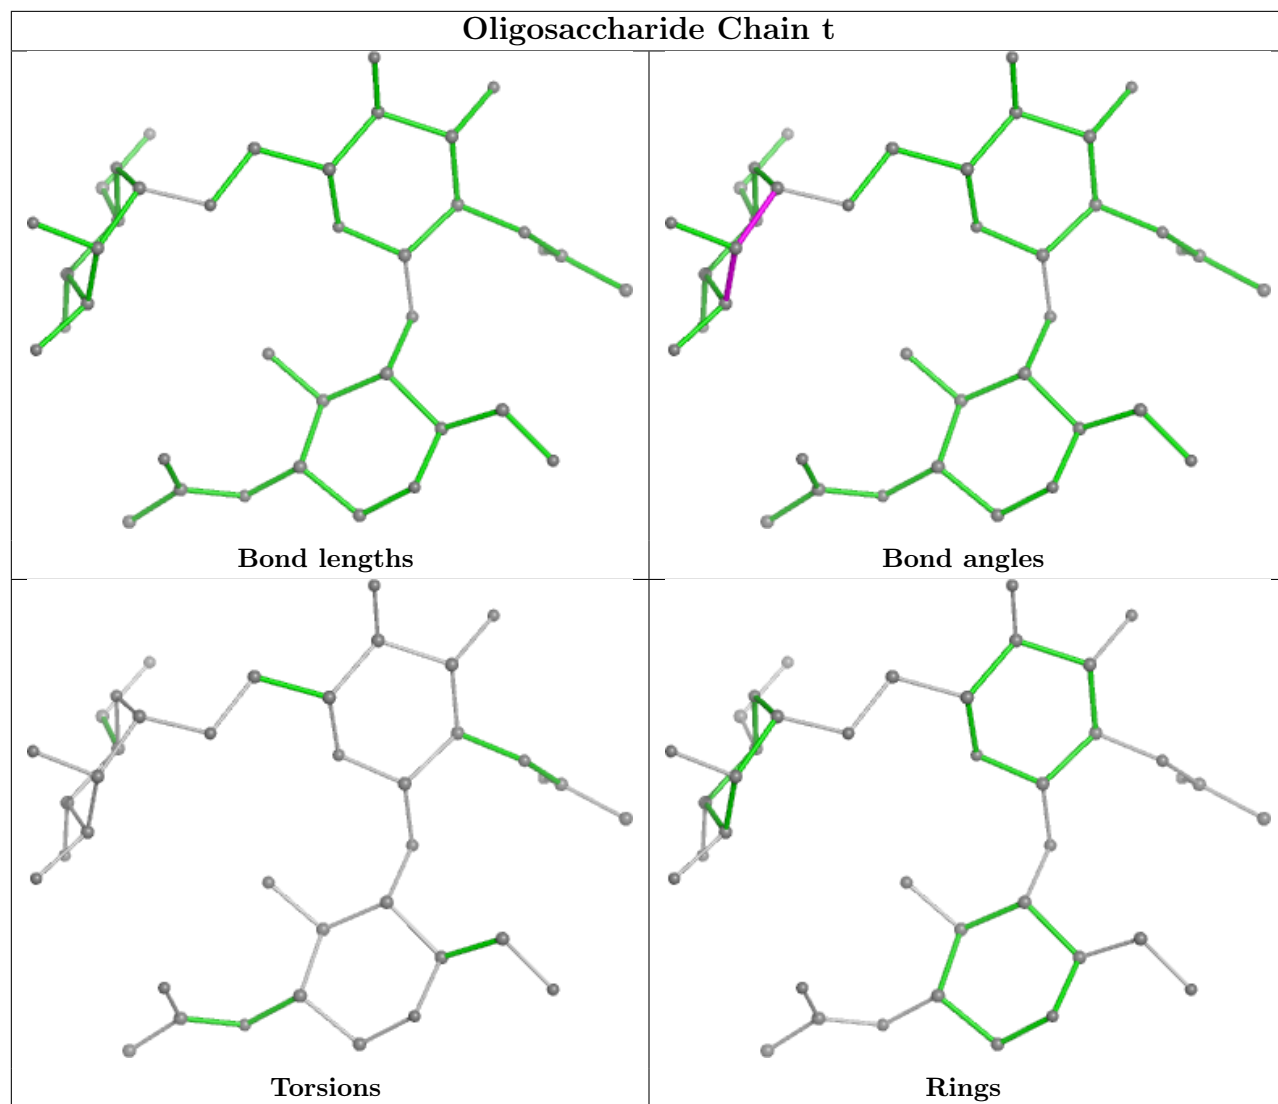 Oligosaccharide Chain t
Bond lengths
Bond angles
Torsions
Rings